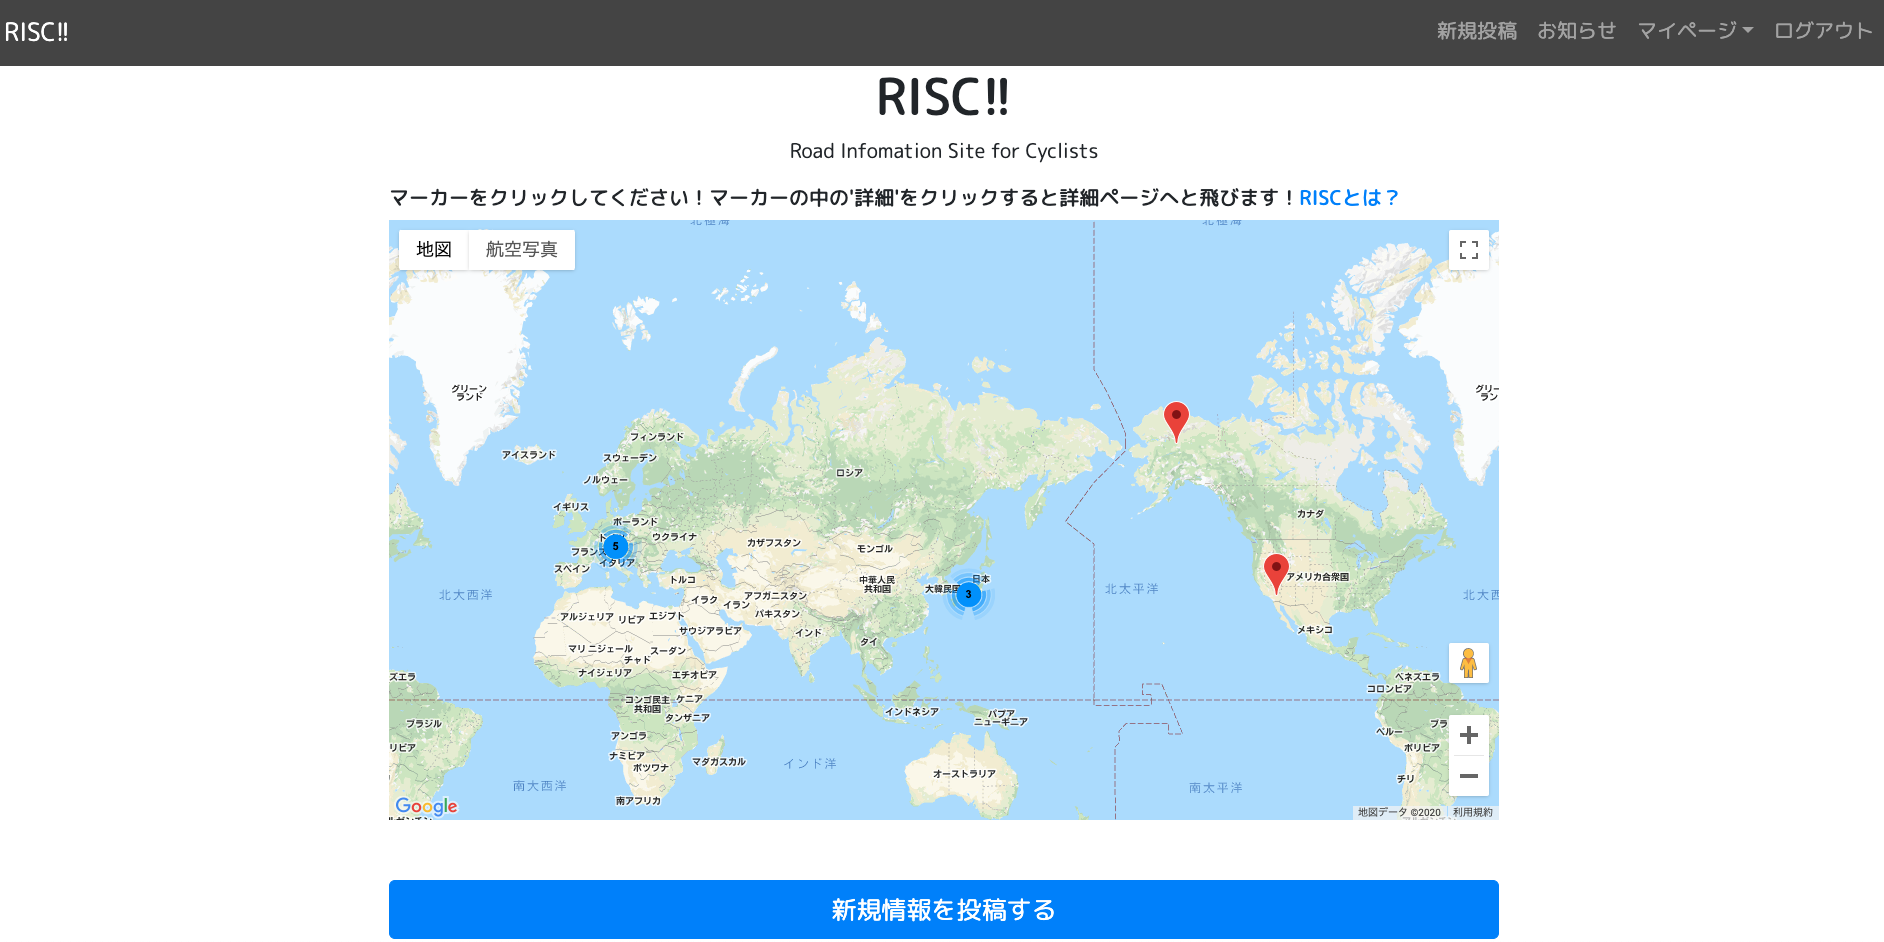 RISC!!
新規投稿 お知らせ マイページ ログアウト
RISC!!
Road Infomation Site for Cyclists
マーカーをクリックしてください！マーカーの中の'詳細'をクリックすると詳細ページへと飛びます！RISCとは？
北極海 北極海
地図 航空写真
グリーン
ランド
アイスランド
フィンランド
スウェーデン
ノルウェー
ロシア
イギリス
ポーランド
ウクライナ
カザフスタン
モンゴル
カナダ
5
イタリア
スペイン
トルコ
中華人民
共和国
日本
3
アメリカ合衆国
北大西洋
イラク
イラン
アフガニスタン
パキスタン
北太平洋
アルジェリア リビア エジプト
サウジアラビア
インド
タイ
メキシコ
マリ ニジェール
チャド
スーダン
ナイジェリア
エチオピア
ベネズエラ
コロンビア
コンゴ民主
共和国
ケニア
タンザニア
インドネシア
パプア
ニューギニア
ブラジル
アンゴラ
ペルー
ボリビア
ナミビア
ボツワナ
マダガスカル
インド洋
オーストラリア
チリ
南大西洋
南太平洋
南アフリカ
Google
地図データ ©2020 利用規約
新規情報を投稿する